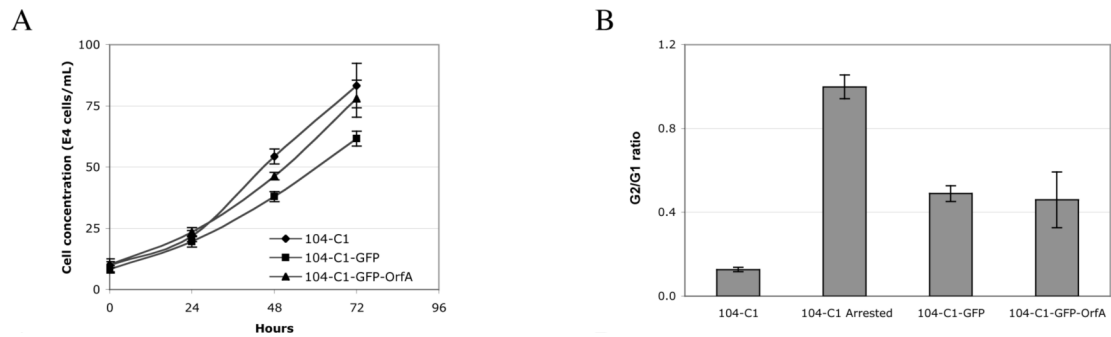 A
Cell concentration (E4 cells/mL)
100
75
50
25
0
0 24 48 72 96
Hours
104-C1
104-C1-GFP
104-C1-GFP-OrfA
B
G2/G1 ratio
1.2
0.8
0.4
0.0
104-C1 104-C1 Arrested 104-C1-GFP 104-C1-GFP-OrfA